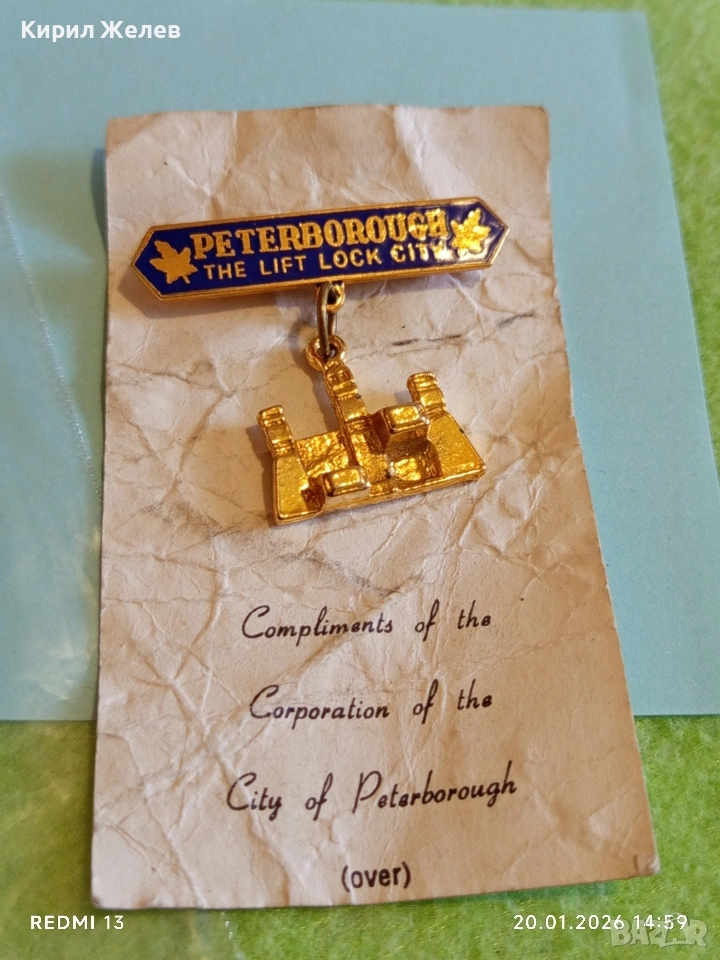 Кирил Желев
PETERBOROUGH
THE LIFT LOCK CITY
Compliments of the
Corporation of the
City of Peterborough
(over)
REDMI 13
20.01.2026 14:59
BAZAR